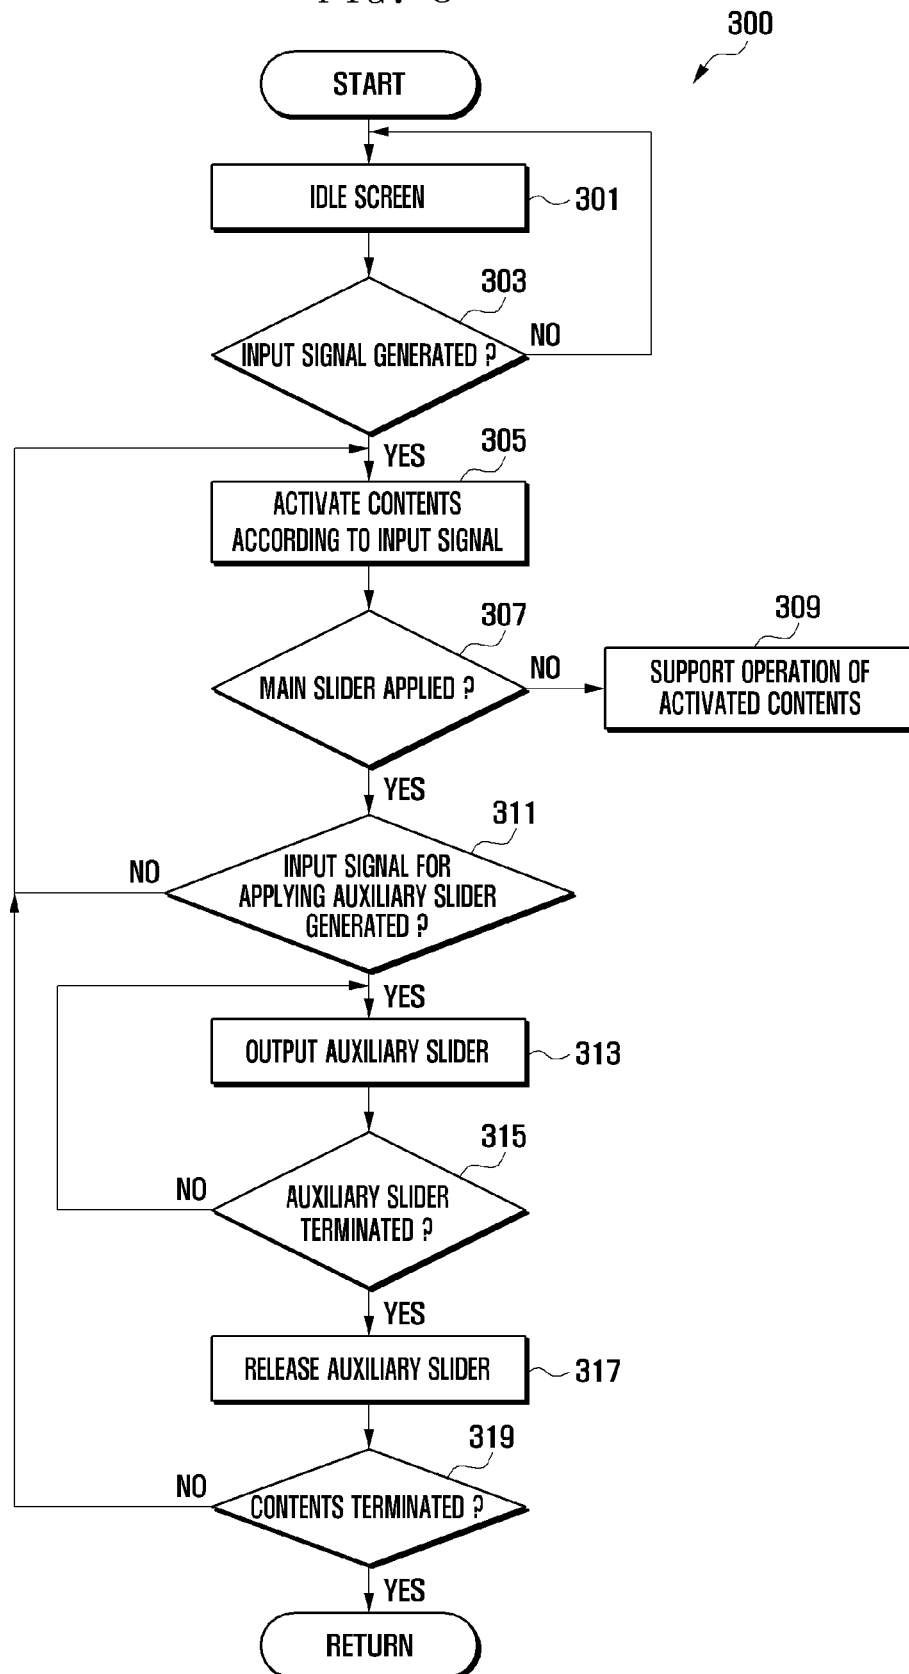 300
START
IDLE SCREEN
301
303
INPUT SIGNAL GENERATED ?
NO
YES
305
ACTIVATE CONTENTS
ACCORDING TO INPUT SIGNAL
307
MAIN SLIDER APPLIED ?
NO
309
SUPPORT OPERATION OF
ACTIVATED CONTENTS
YES
311
NO
INPUT SIGNAL FOR
APPLYING AUXILIARY SLIDER
GENERATED ?
YES
OUTPUT AUXILIARY SLIDER
313
315
NO
AUXILIARY SLIDER
TERMINATED ?
YES
RELEASE AUXILIARY SLIDER
317
319
NO
CONTENTS TERMINATED ?
YES
RETURN